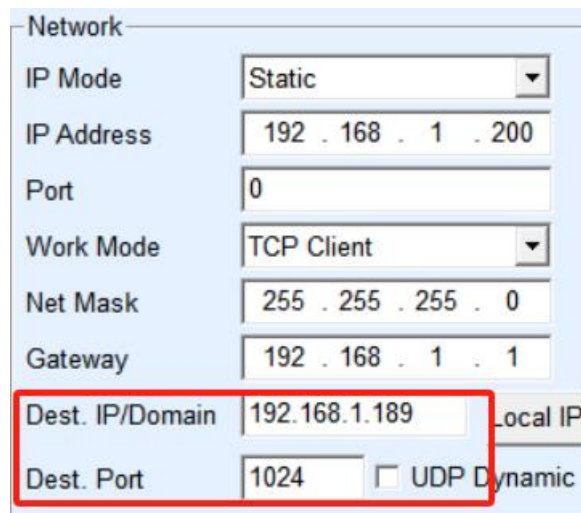 Network
IP Mode Static
IP Address 192 . 168 . 1 . 200
Port 0
Work Mode TCP Client
Net Mask 255 . 255 . 255 . 0
Gateway 192 . 168 . 1 . 1
Dest. IP/Domain 192.168.1.189 Local IP
Dest. Port 1024 UDP Dynamic